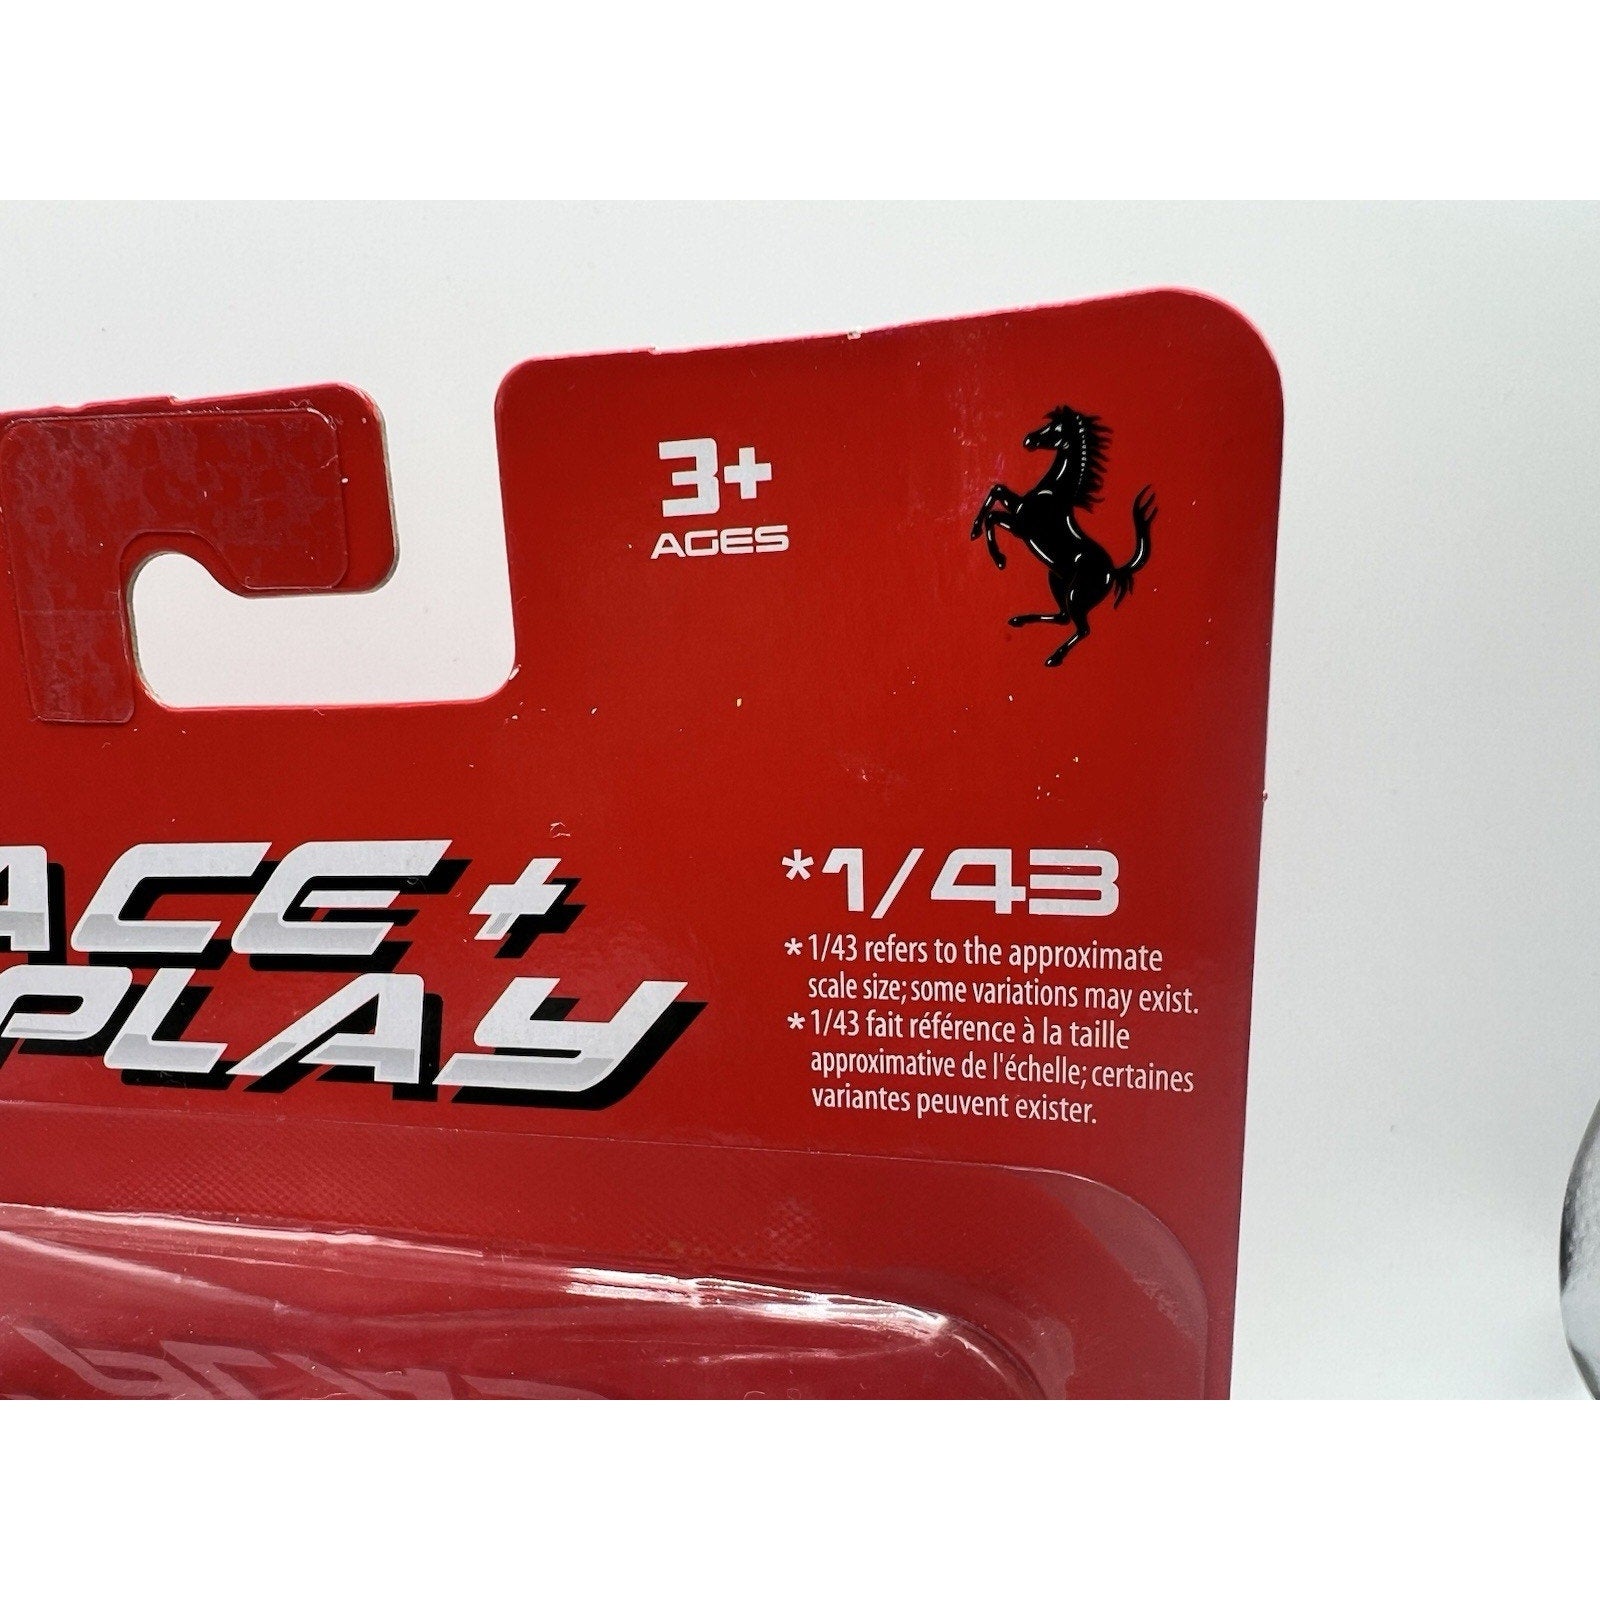 3+
AGES
ACE+
PLAY
*1/43
* 1/43 refers to the approximate
scale size; some variations may exist.
* 1/43 fait référence à la taille
approximative de l'échelle; certaines
variantes peuvent exister.